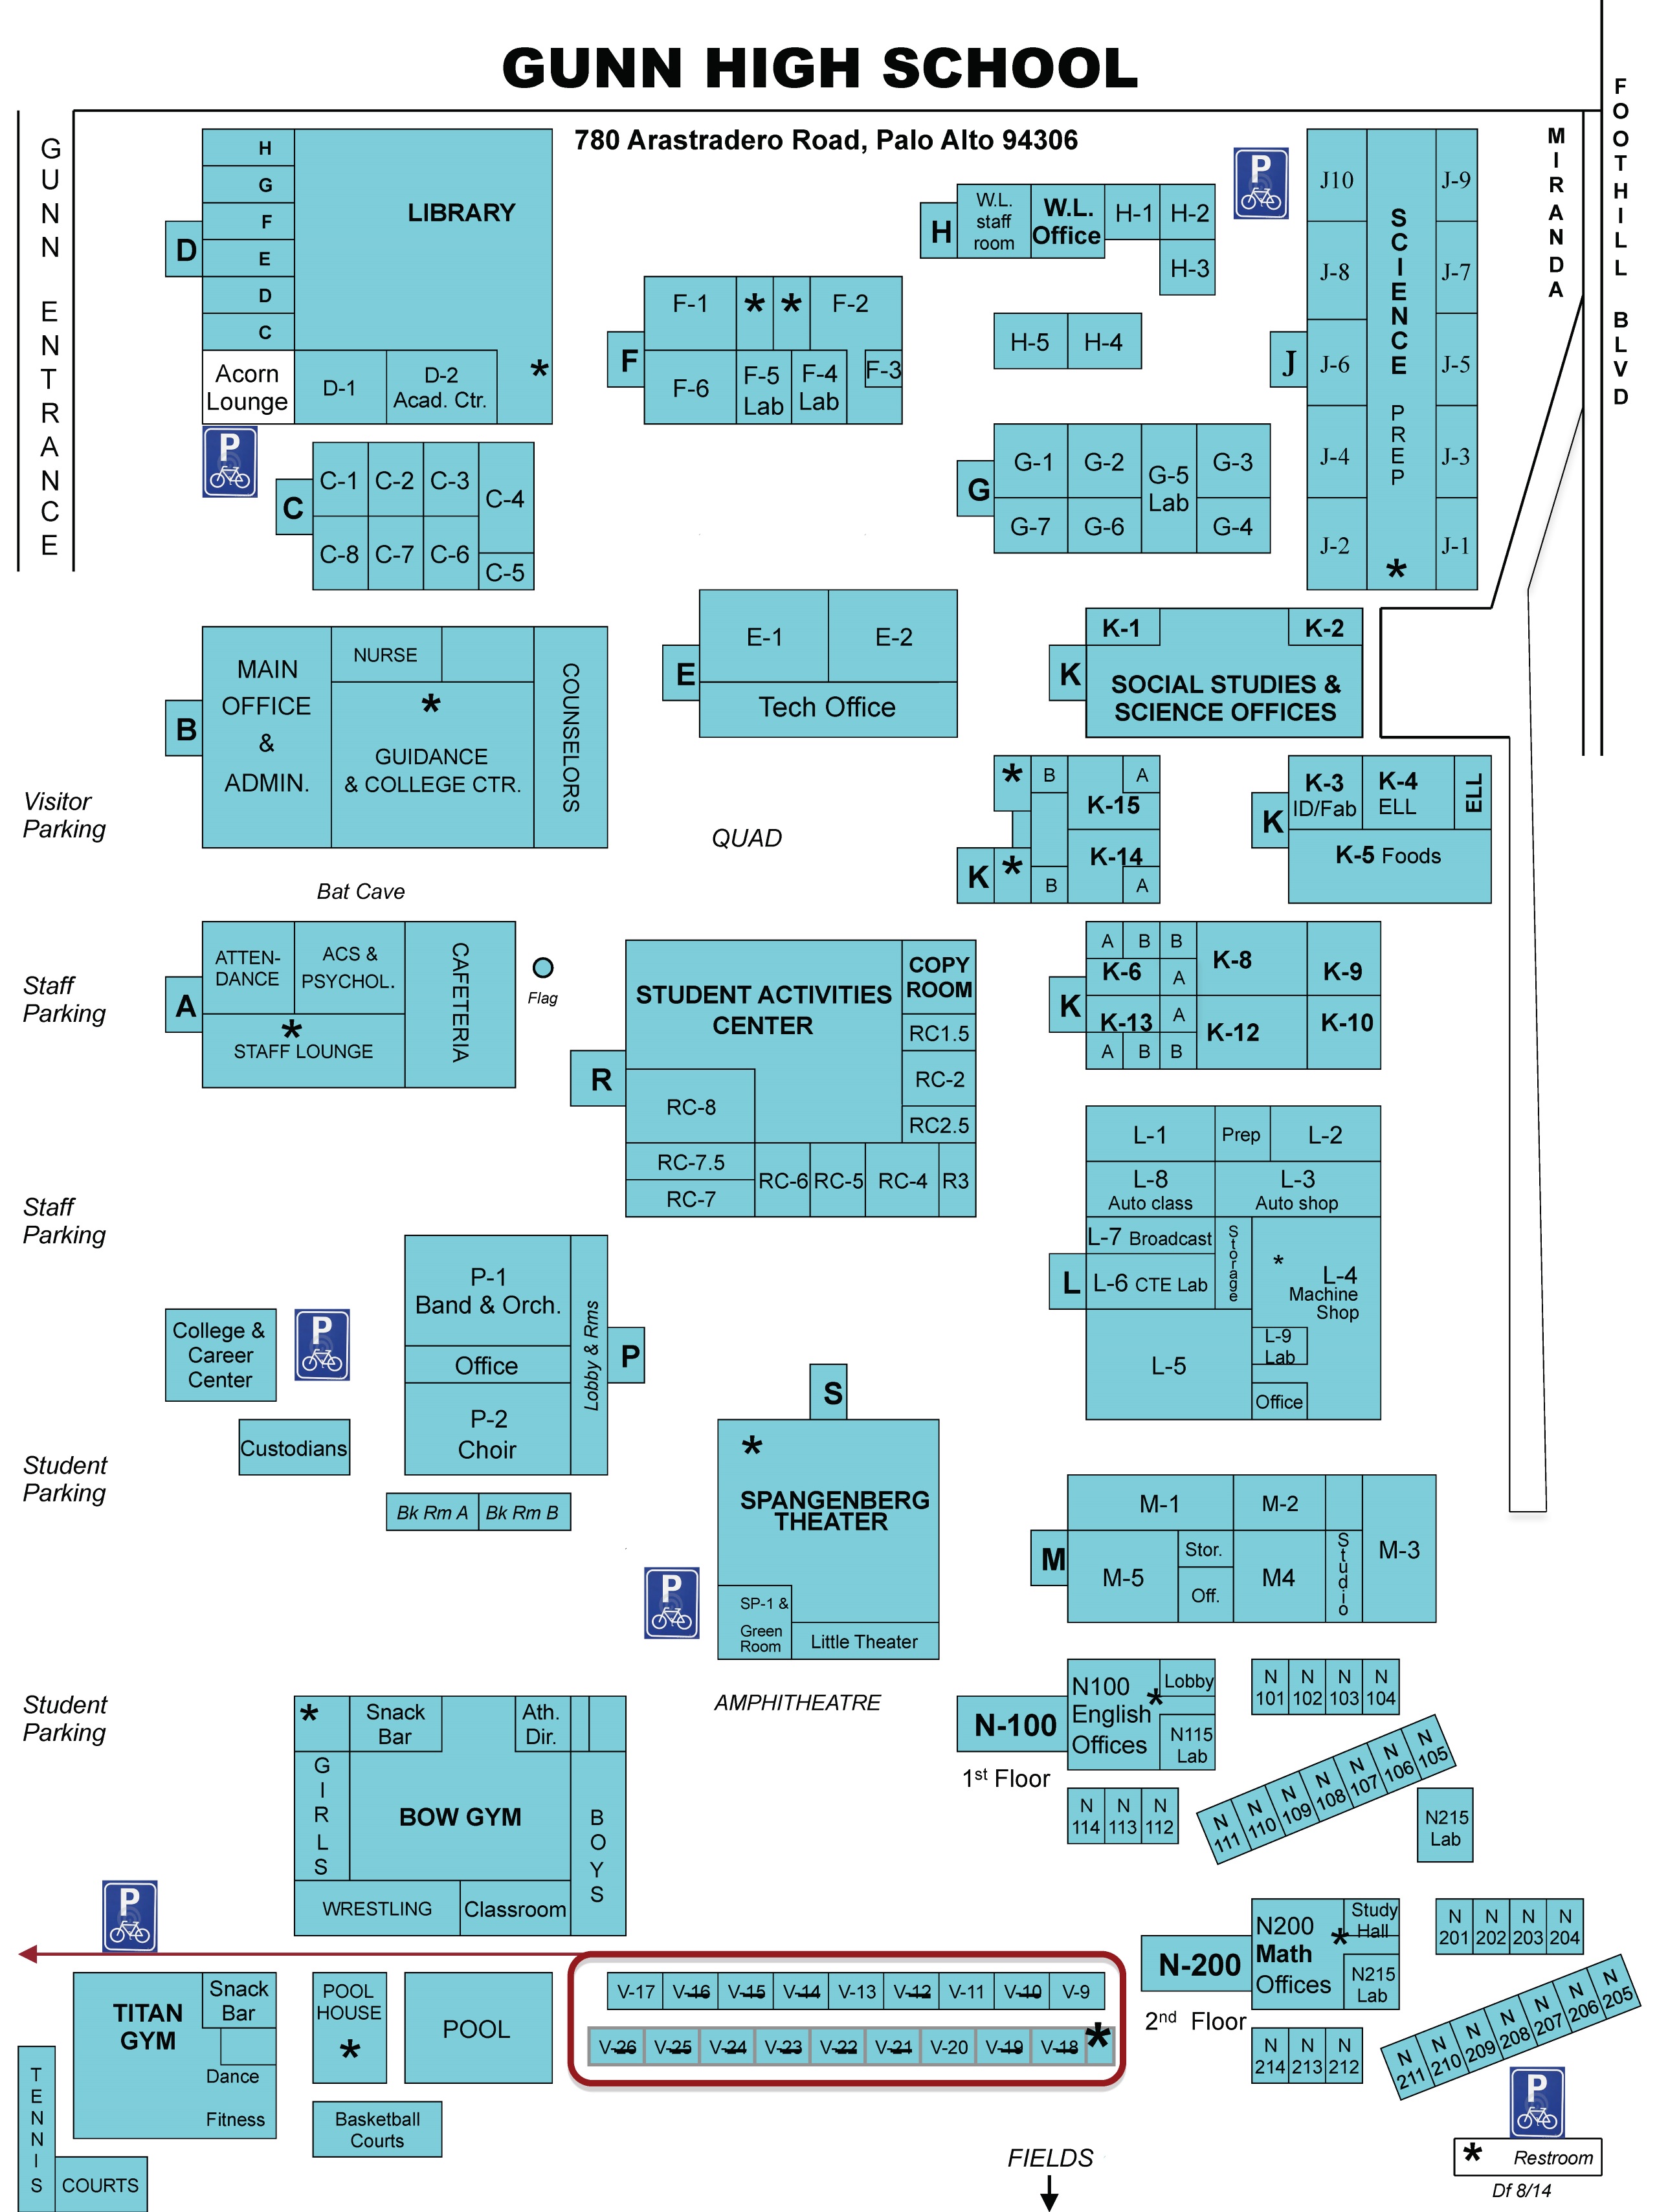 GUNN HIGH SCHOOL
780 Arastradero Road, Palo Alto 94306
GUNN ENTRANCE
FOOTHILL BLVD
MIRANDA
D
H
G
F
E
D
C
LIBRARY
Acorn
Lounge
D-1
D-2
Acad. Ctr.
*
P
C
C-1
C-2
C-3
C-4
C-8
C-7
C-6
C-5
F
F-1
*
*
F-2
F-6
F-5
Lab
F-4
Lab
F-3
H
W.L.
staff
room
W.L.
Office
H-1
H-2
H-3
H-5
H-4
P
G
G-1
G-2
G-5
Lab
G-3
G-7
G-6
G-4
J
J10
J-8
J-6
J-4
J-2
SCIENCE
PREP
*
J-9
J-7
J-5
J-3
J-1
B
MAIN
OFFICE
&
ADMIN.
NURSE
*
GUIDANCE
& COLLEGE CTR.
COUNSELORS
E
E-1
E-2
Tech Office
K
K-1
K-2
SOCIAL STUDIES &
SCIENCE OFFICES
Visitor
Parking
QUAD
Bat Cave
K
*
*
B
A
K-15
K-14
B
A
K
K-3
ID/Fab
K-4
ELL
ELL
K-5 Foods
Staff
Parking
A
ATTEN-
DANCE
ACS &
PSYCHOL.
*
STAFF LOUNGE
CAFETERIA
Flag
R
STUDENT ACTIVITIES
CENTER
COPY
ROOM
RC1.5
RC-2
RC2.5
RC-8
RC-7.5
RC-7
RC-6
RC-5
RC-4
R3
K
A B B
K-6
A
K-8
K-9
K-13
A
K-12
K-10
A B B
Staff
Parking
L
L-1
Prep
L-2
L-8
Auto class
L-3
Auto shop
L-7 Broadcast
L-6 CTE Lab
Storage
*
L-4
Machine
Shop
L-5
L-9
Lab
Office
College &
Career
Center
P
Custodians
P-1
Band & Orch.
Office
P-2
Choir
Lobby & Rms
P
Bk Rm A
Bk Rm B
Student
Parking
S
*
SPANGENBERG
THEATER
SP-1 &
Green
Room
Little Theater
P
M
M-1
M-2
M-5
Stor.
Off.
M4
Studio
M-3
AMPHITHEATRE
Student
Parking
*
Snack
Bar
Ath.
Dir.
GIRLS
BOW GYM
BOYS
WRESTLING
Classroom
N-100
1st Floor
N100
English
Offices
*
Lobby
N115
Lab
N
101
N
102
N
103
N
104
N
105
N
106
N
107
N
108
N
109
N
110
N
111
N
114
N
113
N
112
N215
Lab
P
TITAN
GYM
Snack
Bar
Dance
Fitness
TENNIS
COURTS
POOL
HOUSE
*
POOL
Basketball
Courts
V-17 V-16 V-15 V-14 V-13 V-12 V-11 V-10 V-9
V-26 V-25 V-24 V-23 V-22 V-21 V-20 V-19 V-18 *
N-200
2nd Floor
N200
Math
Offices
*
Study
Hall
N215
Lab
N
201
N
202
N
203
N
204
N
205
N
206
N
207
N
208
N
209
N
210
N
211
N
214
N
213
N
212
P
FIELDS
* Restroom
Df 8/14